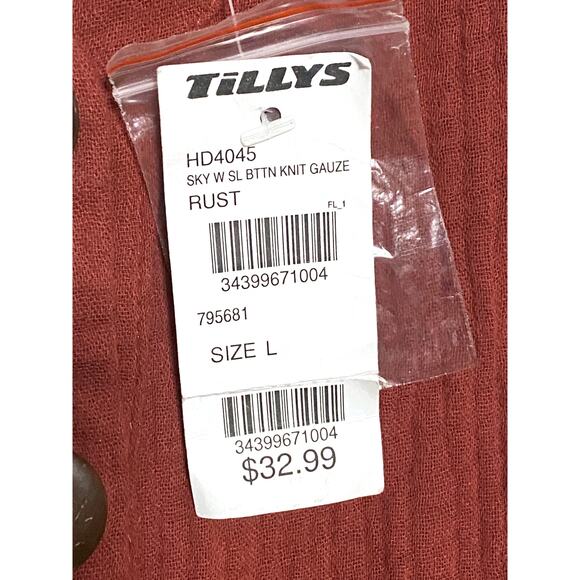 TiLLYS
HD4045
SKY W SL BTTN KNIT GAUZE
RUST
FL_1
34399671004
795681
SIZE L
34399671004
$32.99